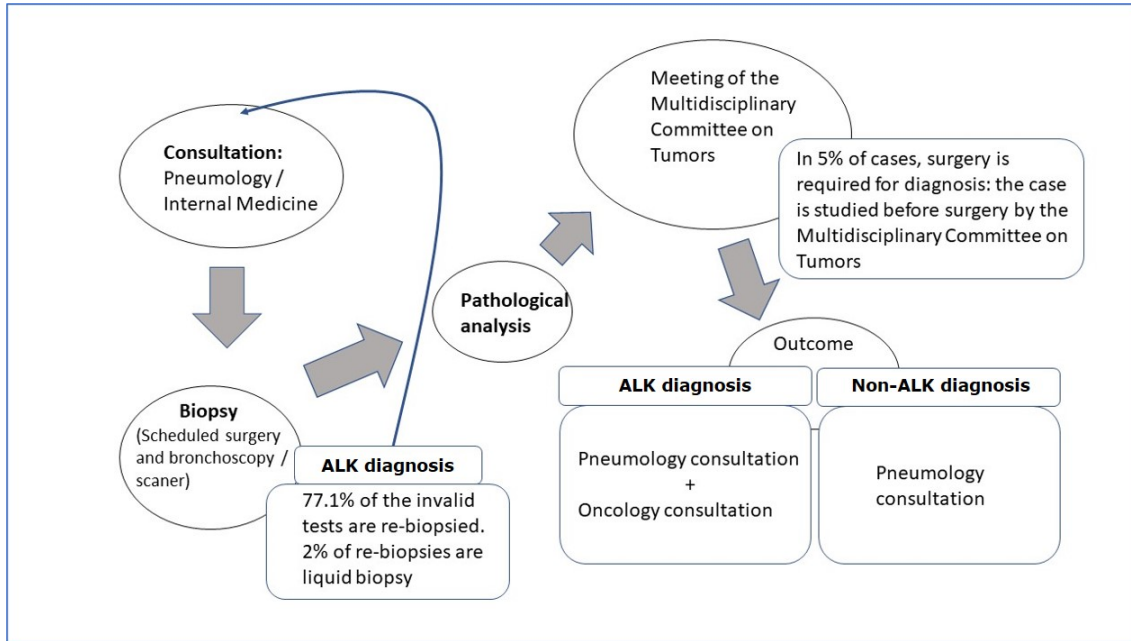 Consultation:
Pneumology /
Internal Medicine
Biopsy
(Scheduled surgery
and bronchoscopy /
scaner)
ALK diagnosis
77.1% of the invalid
tests are re-biopsied.
2% of re-biopsies are
liquid biopsy
Pathological
analysis
Meeting of the
Multidisciplinary
Committee on
Tumors
In 5% of cases, surgery is
required for diagnosis: the case
is studied before surgery by the
Multidisciplinary Committee on
Tumors
Outcome
ALK diagnosis
Pneumology consultation
+
Oncology consultation
Non-ALK diagnosis
Pneumology
consultation